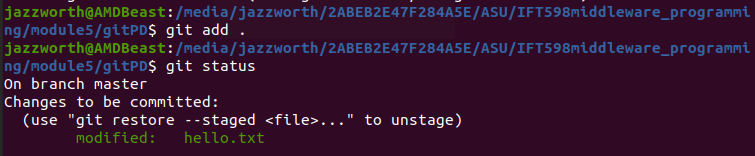 jazzworth@AMDBeast:/media/jazzworth/2ABEB2E47F284A5E/ASU/IFT598middleware_programmi
ng/module5/gitPD$ git add .
jazzworth@AMDBeast:/media/jazzworth/2ABEB2E47F284A5E/ASU/IFT598middleware_programmi
ng/module5/gitPD$ git status
On branch master
Changes to be committed:
  (use "git restore --staged <file>..." to unstage)
        modified:   hello.txt